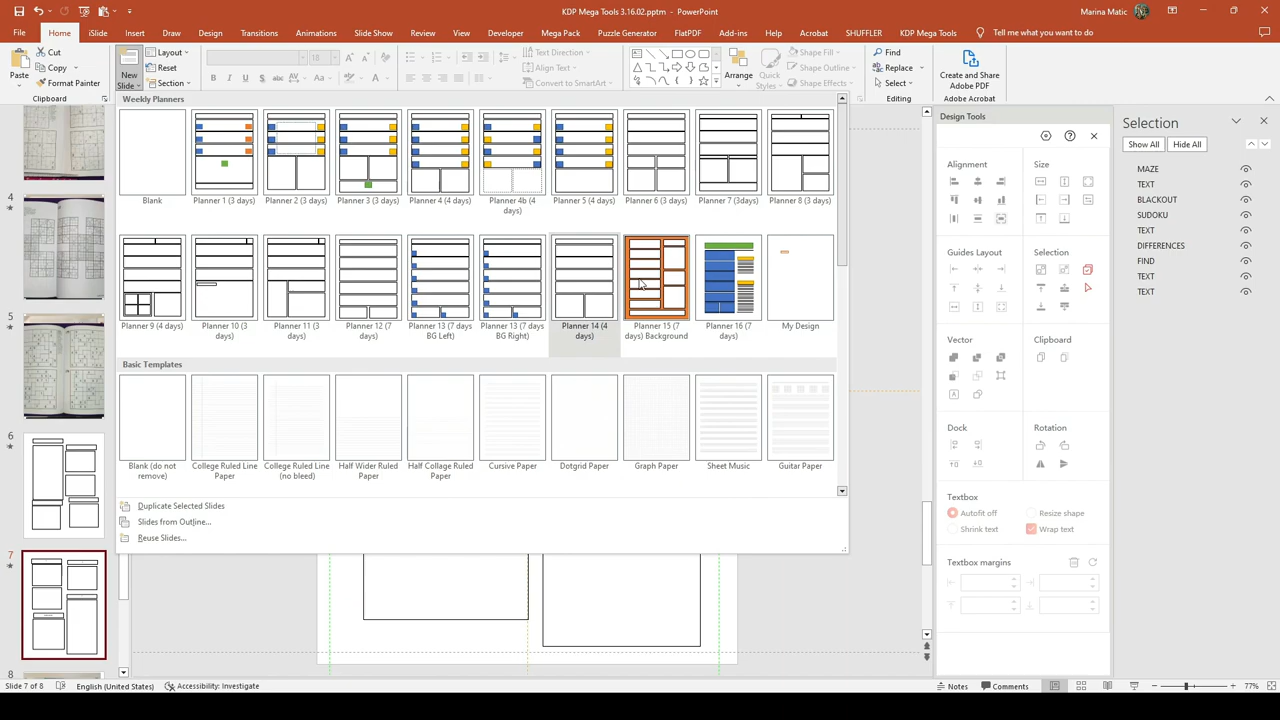 KDP Mega Tools 3.16.02.pptm - PowerPoint
Marina Matic
File Home iSlide Insert Draw Design Transitions Animations Slide Show Review View Developer Mega Pack Puzzle Generator FlatPDF Add-ins Help Acrobat SHUFFLER KDP Mega Tools Tell me what you want to do
Paste
Cut
Copy
Format Painter
Clipboard
New Slide
Layout
Reset
Section
18
Text Direction
Align Text
Convert to SmartArt
Arrange
Quick Styles
Shape Fill
Shape Outline
Find
Replace
Select
Editing
Create and Share Adobe PDF
Adobe Acrobat
Weekly Planners
Blank
Planner 1 (3 days)
Planner 2 (3 days)
Planner 3 (3 days)
Planner 4 (4 days)
Planner 4b (4 days)
Planner 5 (4 days)
Planner 6 (3 days)
Planner 7 (3days)
Planner 8 (3 days)
Planner 9 (4 days)
Planner 10 (3 days)
Planner 11 (3 days)
Planner 12 (7 days)
Planner 13 (7 days BG Left)
Planner 13 (7 days BG Right)
Planner 14 (4 days)
Planner 15 (7 days) Background
Planner 16 (7 days)
My Design
Basic Templates
Blank (do not remove)
College Ruled Line Paper
College Ruled Line (no bleed)
Half Wider Ruled Paper
Half Collage Ruled Paper
Cursive Paper
Dotgrid Paper
Graph Paper
Sheet Music
Guitar Paper
Duplicate Selected Slides
Slides from Outline...
Reuse Slides...
4
5
6
7
8
Design Tools
Alignment
Size
Guides Layout
Selection
Vector
Clipboard
Dock
Rotation
Textbox
Autofit off
Resize shape
Shrink text
Wrap text
Textbox margins
Selection
Show All
Hide All
MAZE
TEXT
BLACKOUT
SUDOKU
TEXT
DIFFERENCES
FIND
TEXT
TEXT
Slide 7 of 8
English (United States)
Accessibility: Investigate
Notes
Comments
77%